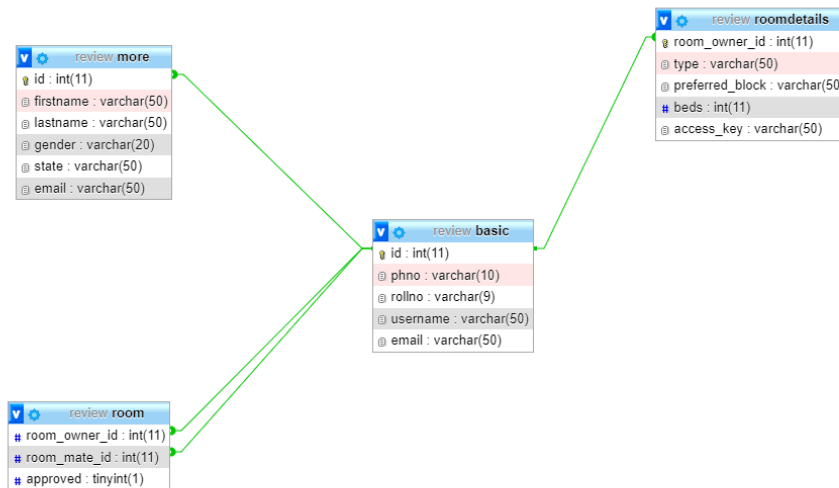 review more
id : int(11)
firstname : varchar(50)
lastname : varchar(50)
gender : varchar(20)
state : varchar(50)
email : varchar(50)
review roomdetails
room_owner_id : int(11)
type : varchar(50)
preferred_block : varchar(50
# beds : int(11)
access_key : varchar(50)
review basic
id : int(11)
phno : varchar(10)
rollno : varchar(9)
username : varchar(50)
email : varchar(50)
review room
# room_owner_id : int(11)
# room_mate_id : int(11)
# approved : tinyint(1)